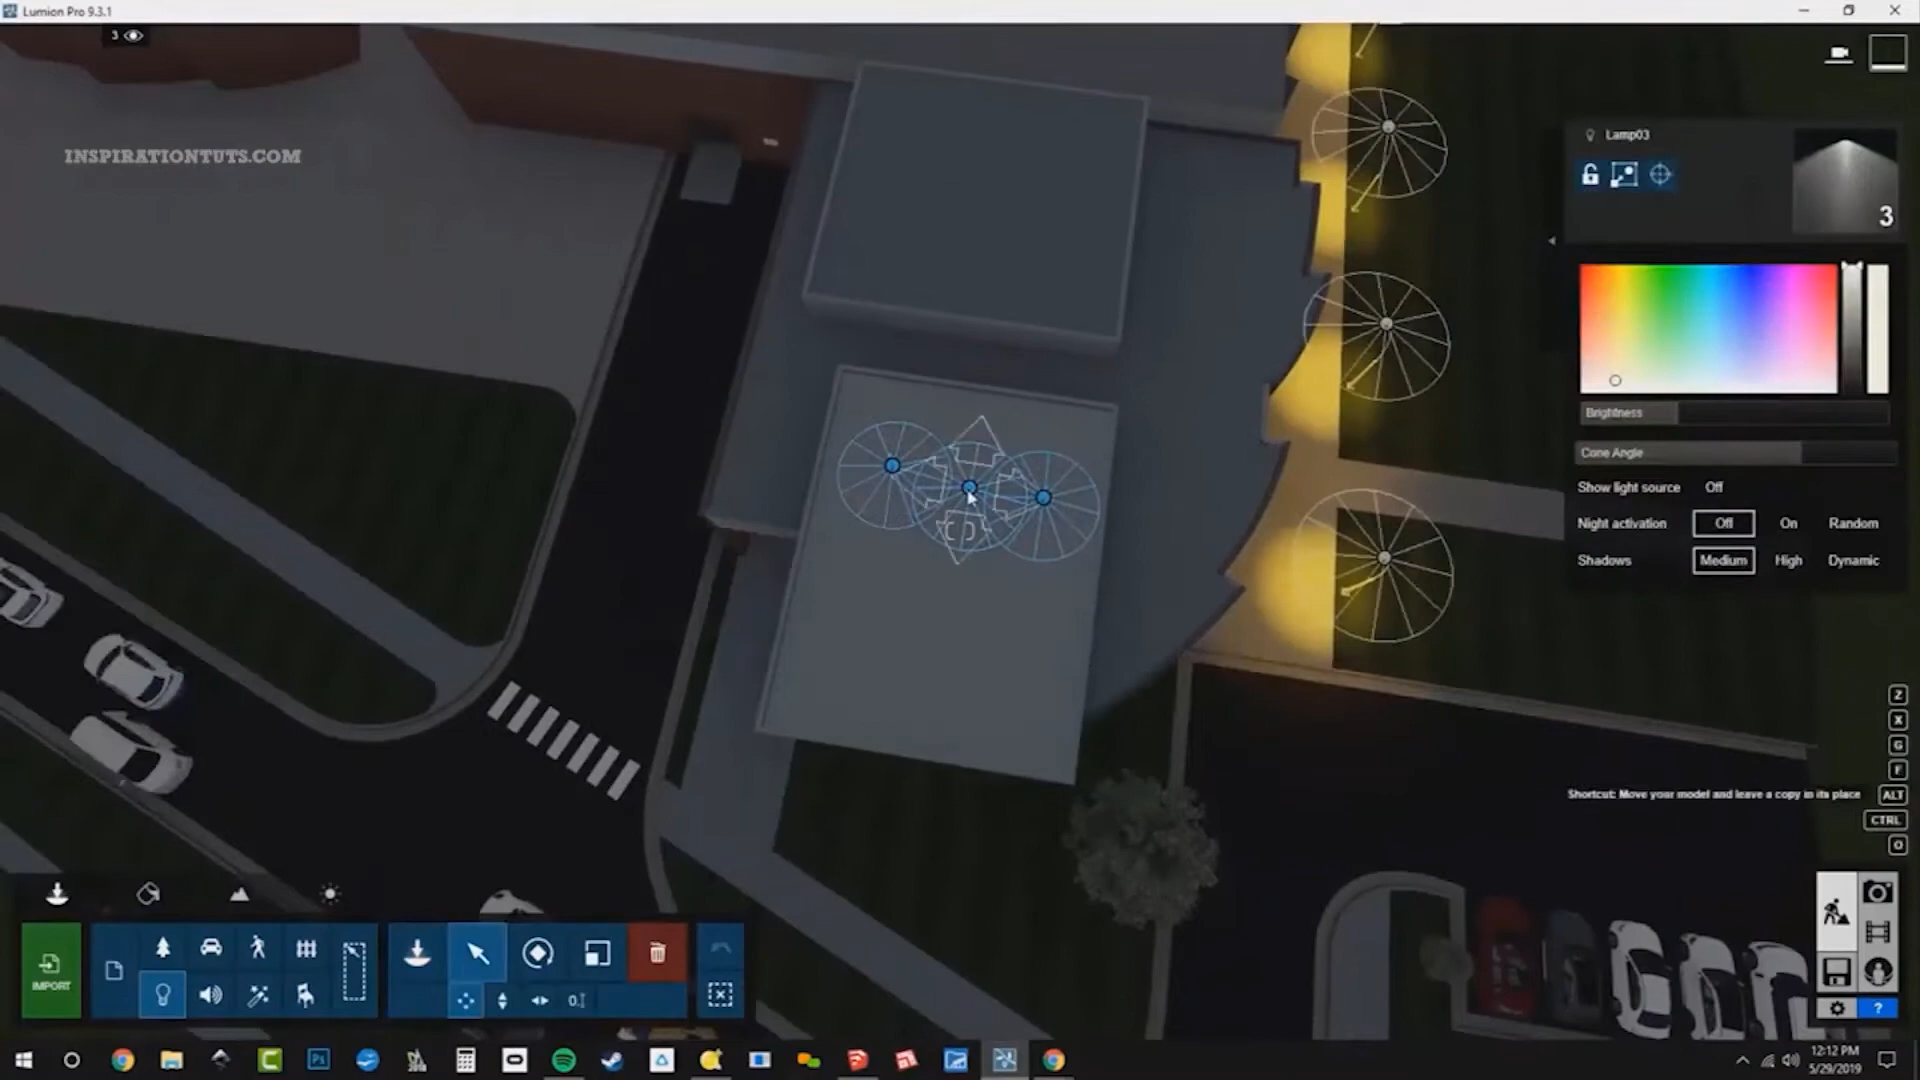 Lumion Pro 9.3.1
3
INSPIRATIONTUTS.COM
Lamp03
3
Brightness
Cone Angle
Show light source Off
Night activation Off On Random
Shadows Medium High Dynamic
Z
X
G
F
Shortcut: Move your model and leave a copy in its place ALT
CTRL
O
IMPORT
?
Ps
12:12 PM
5/29/2019